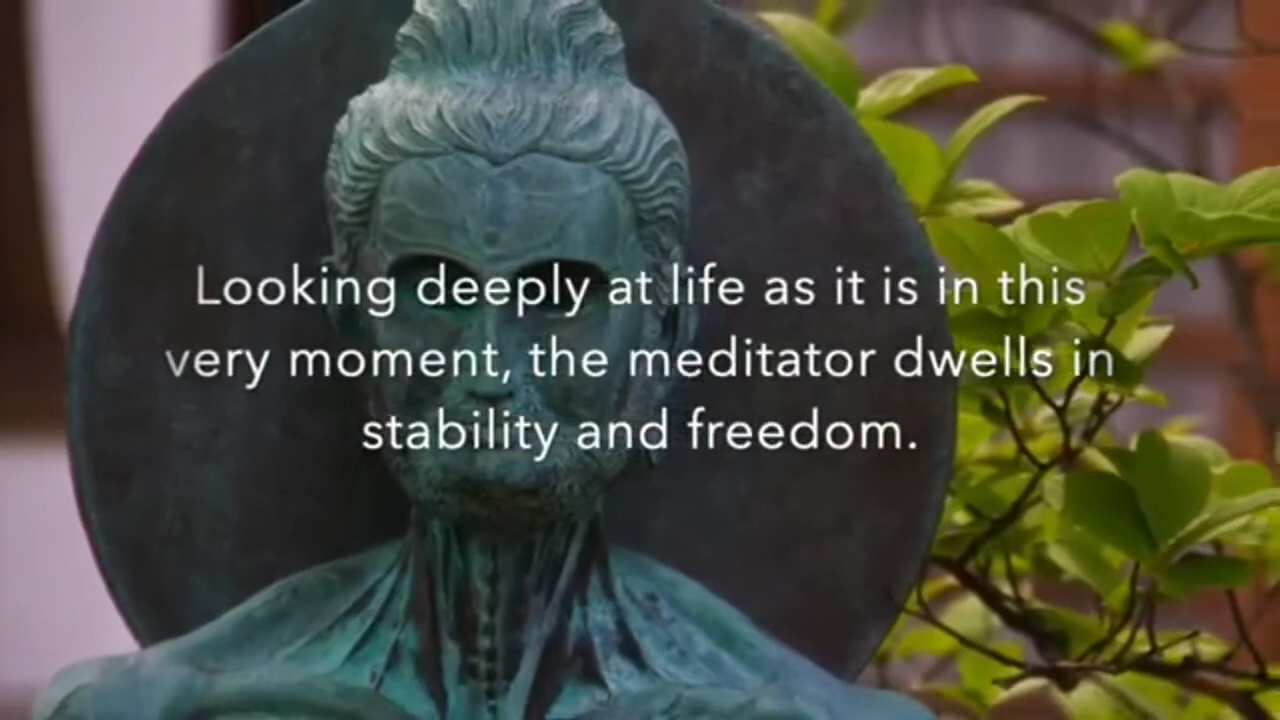 Looking deeply at life as it is in this
very moment, the meditator dwells in
stability and freedom.